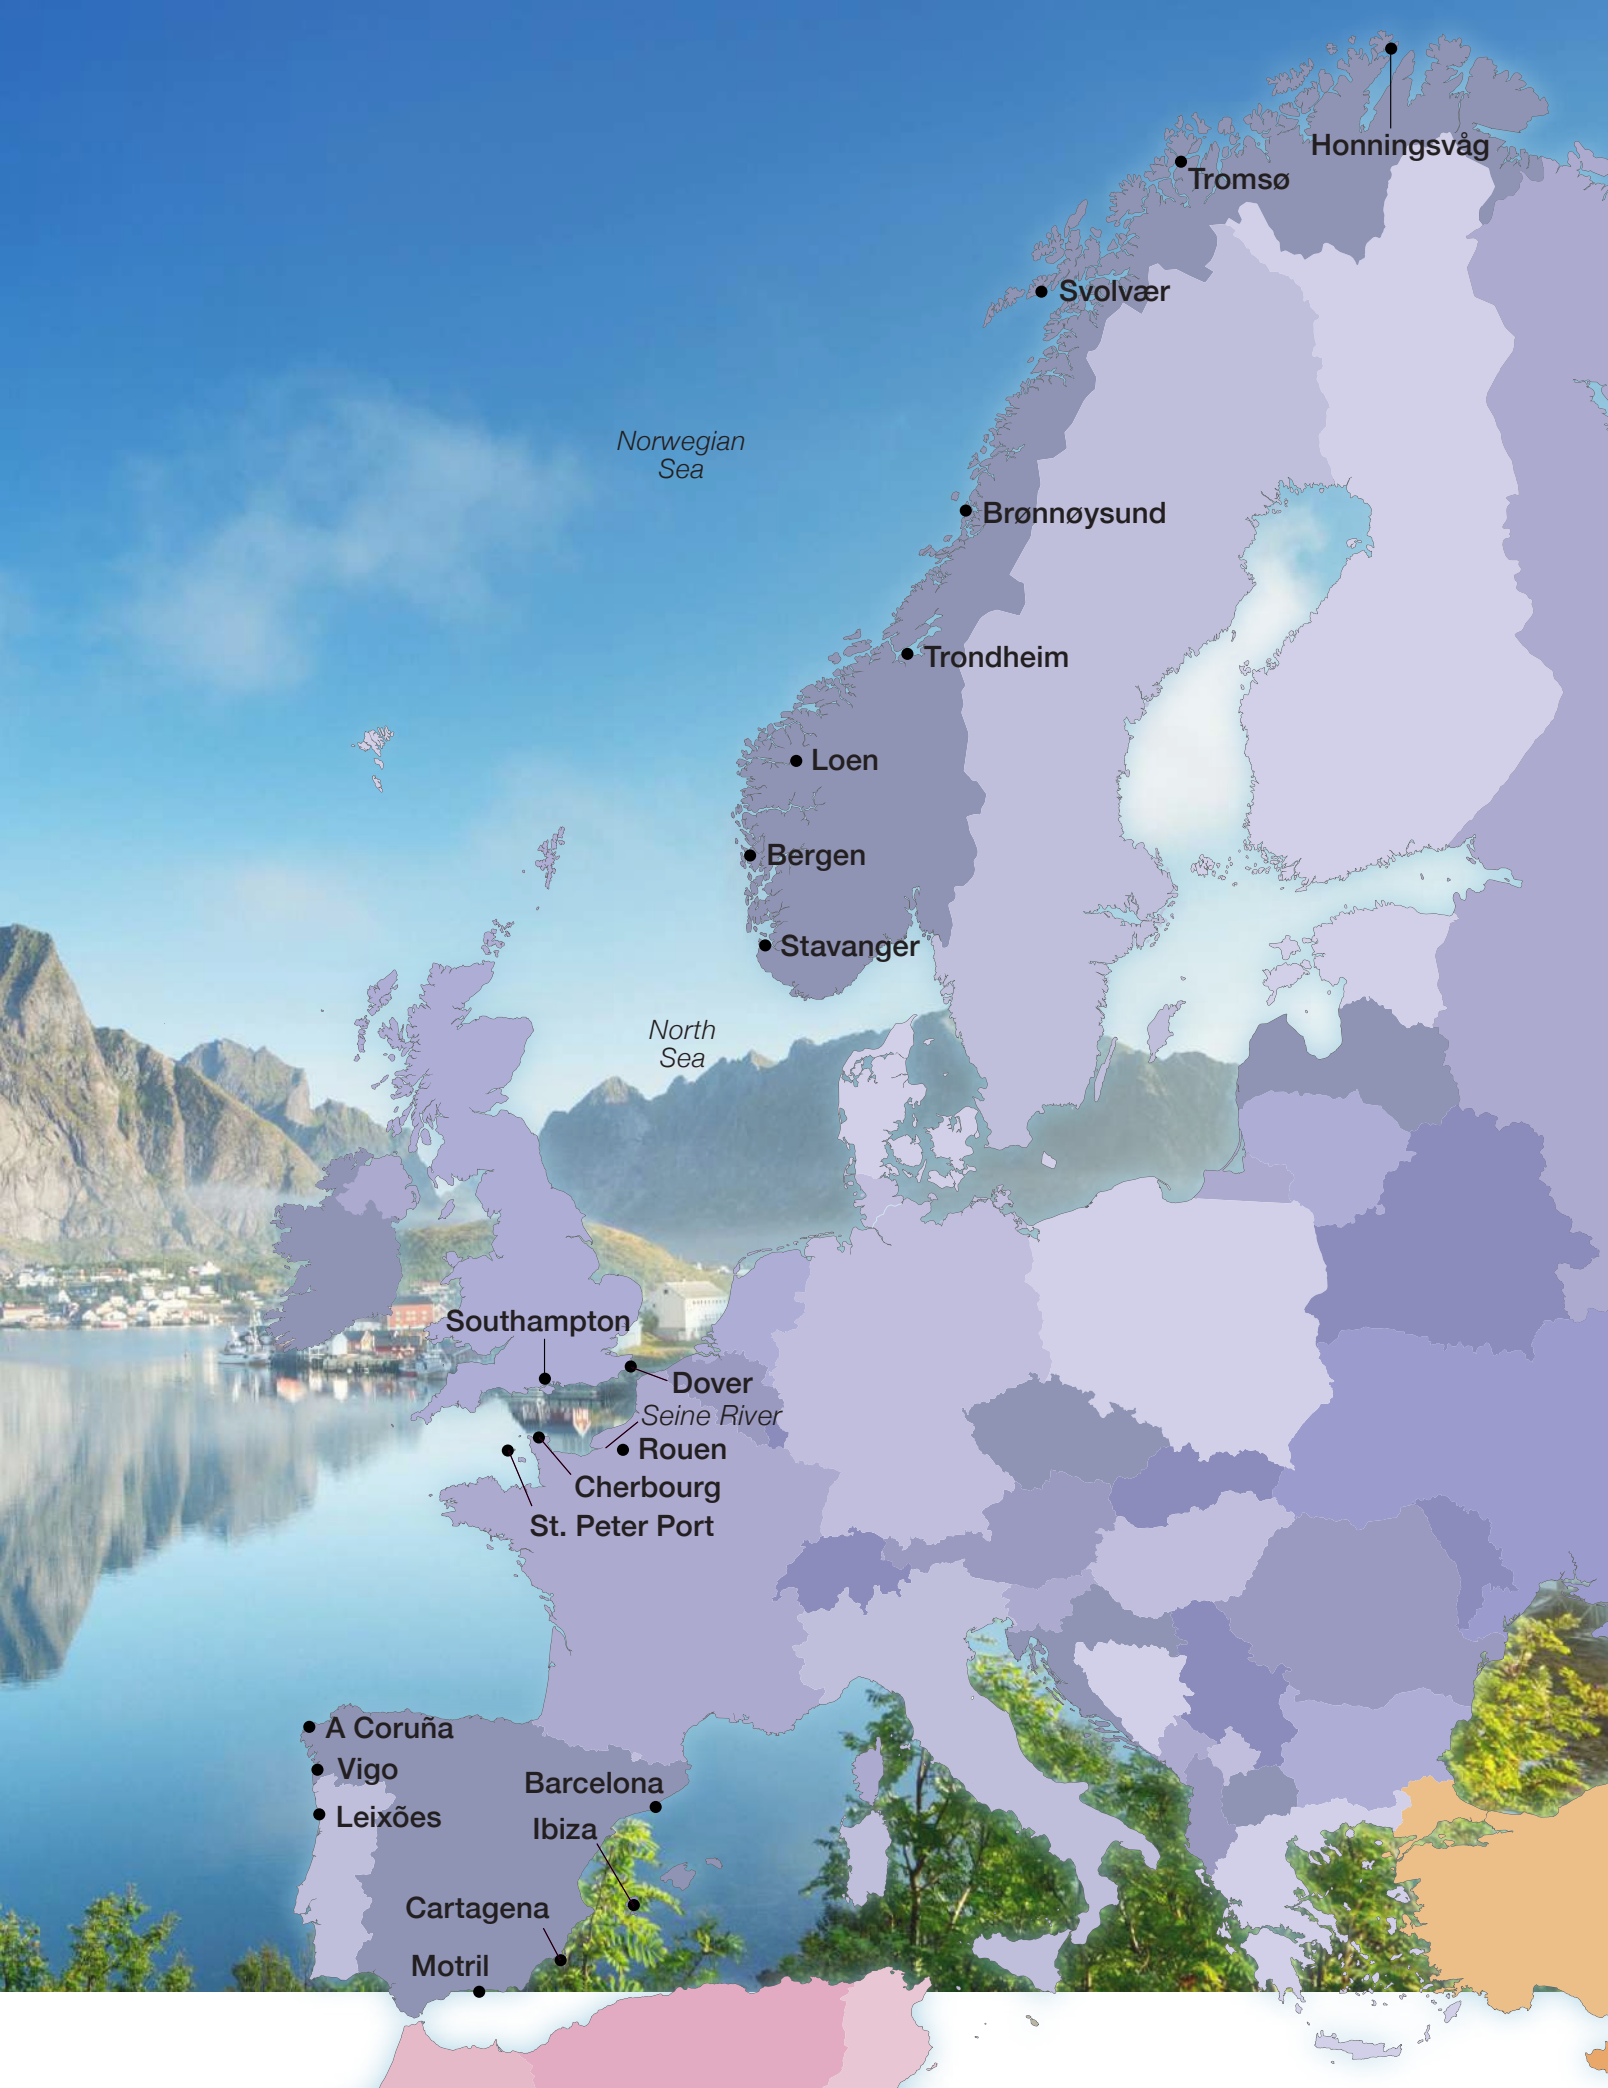 Honningsvåg
Tromsø
Svolvær
Norwegian
Sea
Brønnøysund
Trondheim
Loen
Bergen
Stavanger
North
Sea
Southampton
Dover
Seine River
Rouen
Cherbourg
St. Peter Port
A Coruña
Vigo
Barcelona
Leixões
Ibiza
Cartagena
Motril